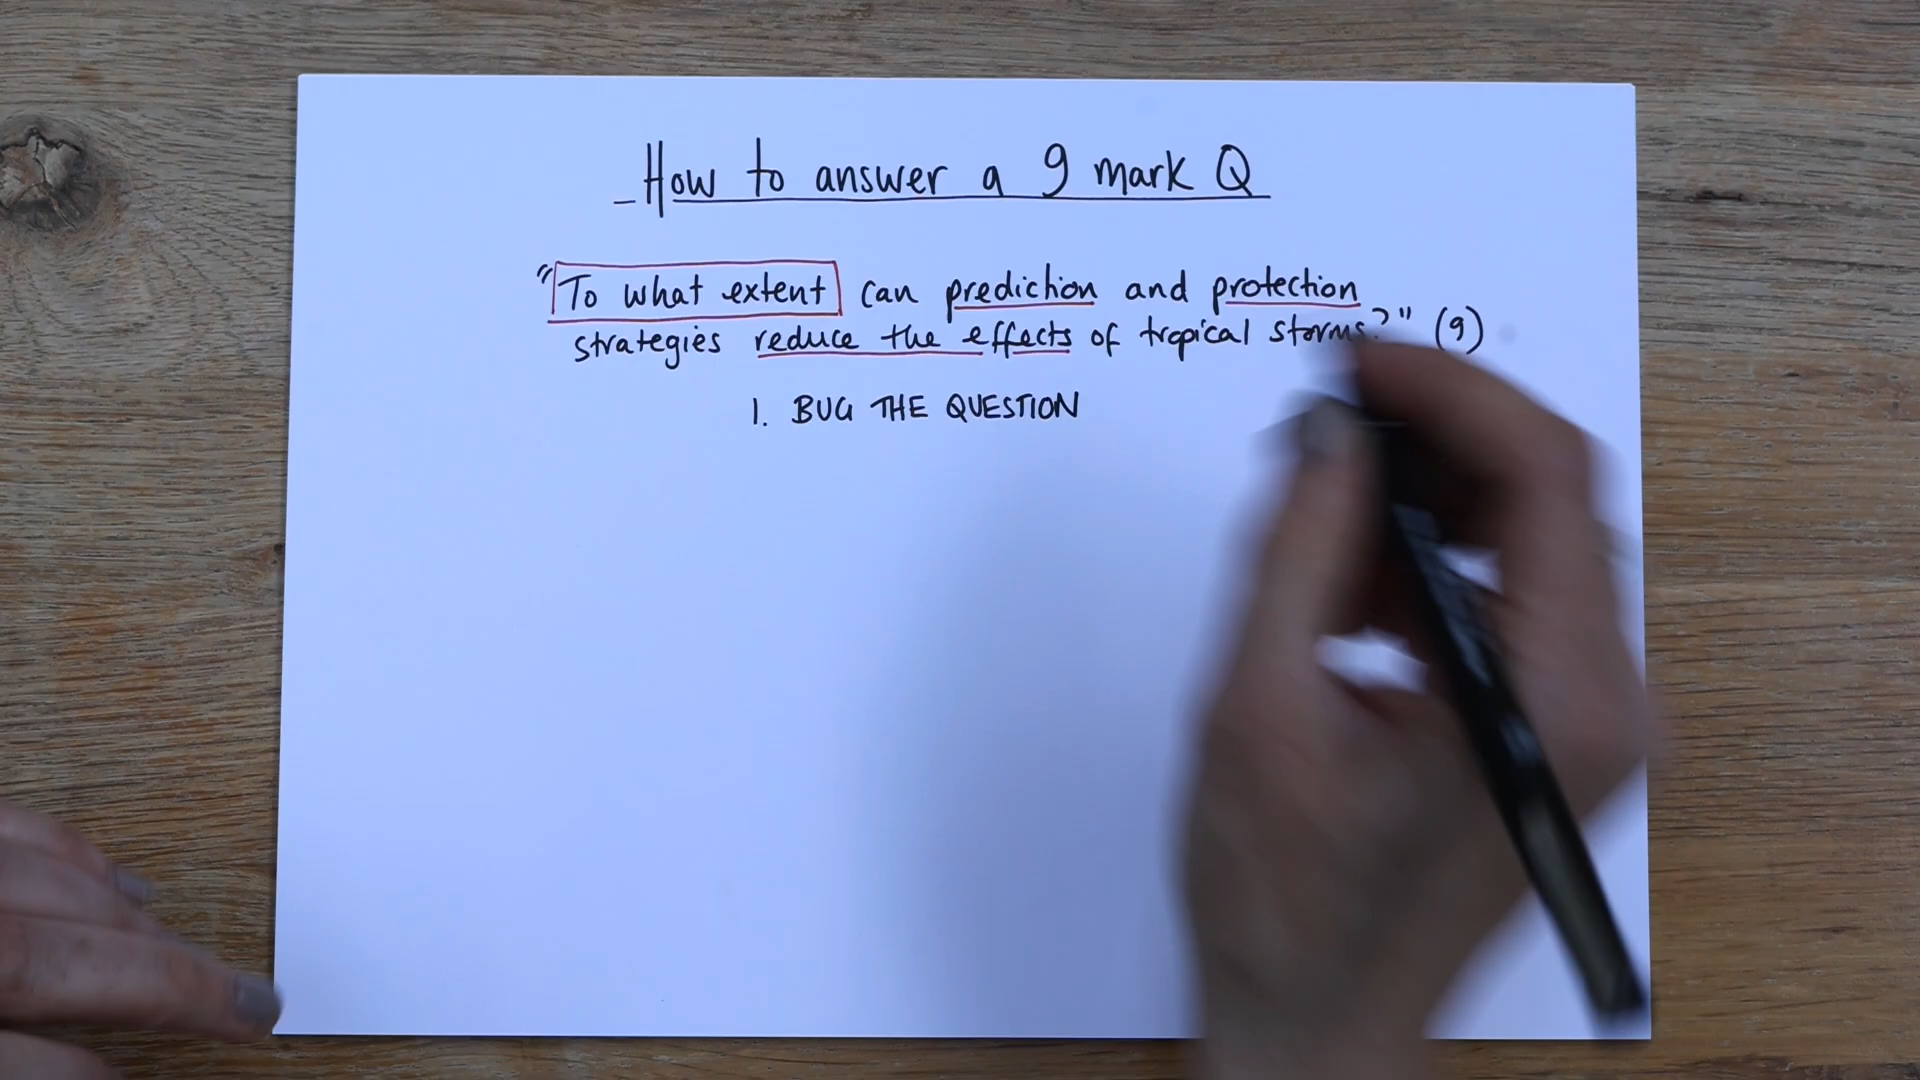 How to answer a 9 mark Q
"To what extent can prediction and protection
strategies reduce the effects of tropical storms?" (9)
1. BUG THE QUESTION